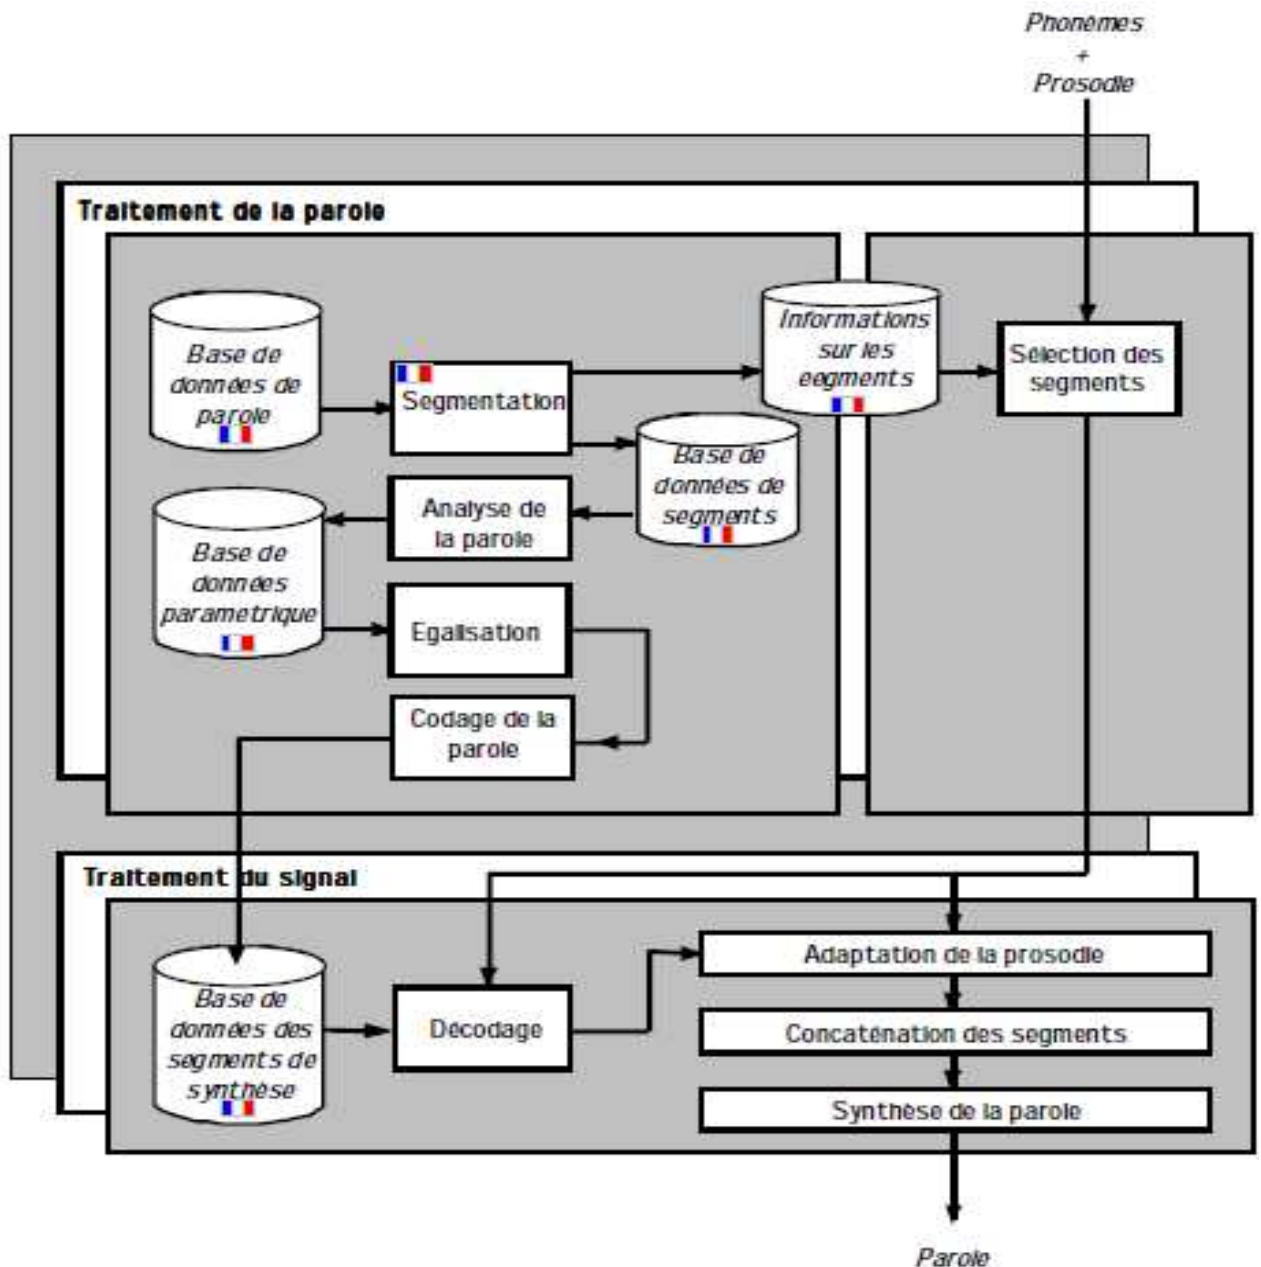 Phonèmes
+
Prosodie
Traitement de la parole
Base de
données de
parole
Segmentation
Informations
sur les
eegments
Sélection des
segments
Base de
données de
segments
Analyse de
la parole
Base de
données
parametrique
Egalisation
Codage de la
parole
Traitement du signal
Base de
données des
segments de
synthèse
Décodage
Adaptation de la prosodie
Concaténation des segments
Synthèse de la parole
Parole